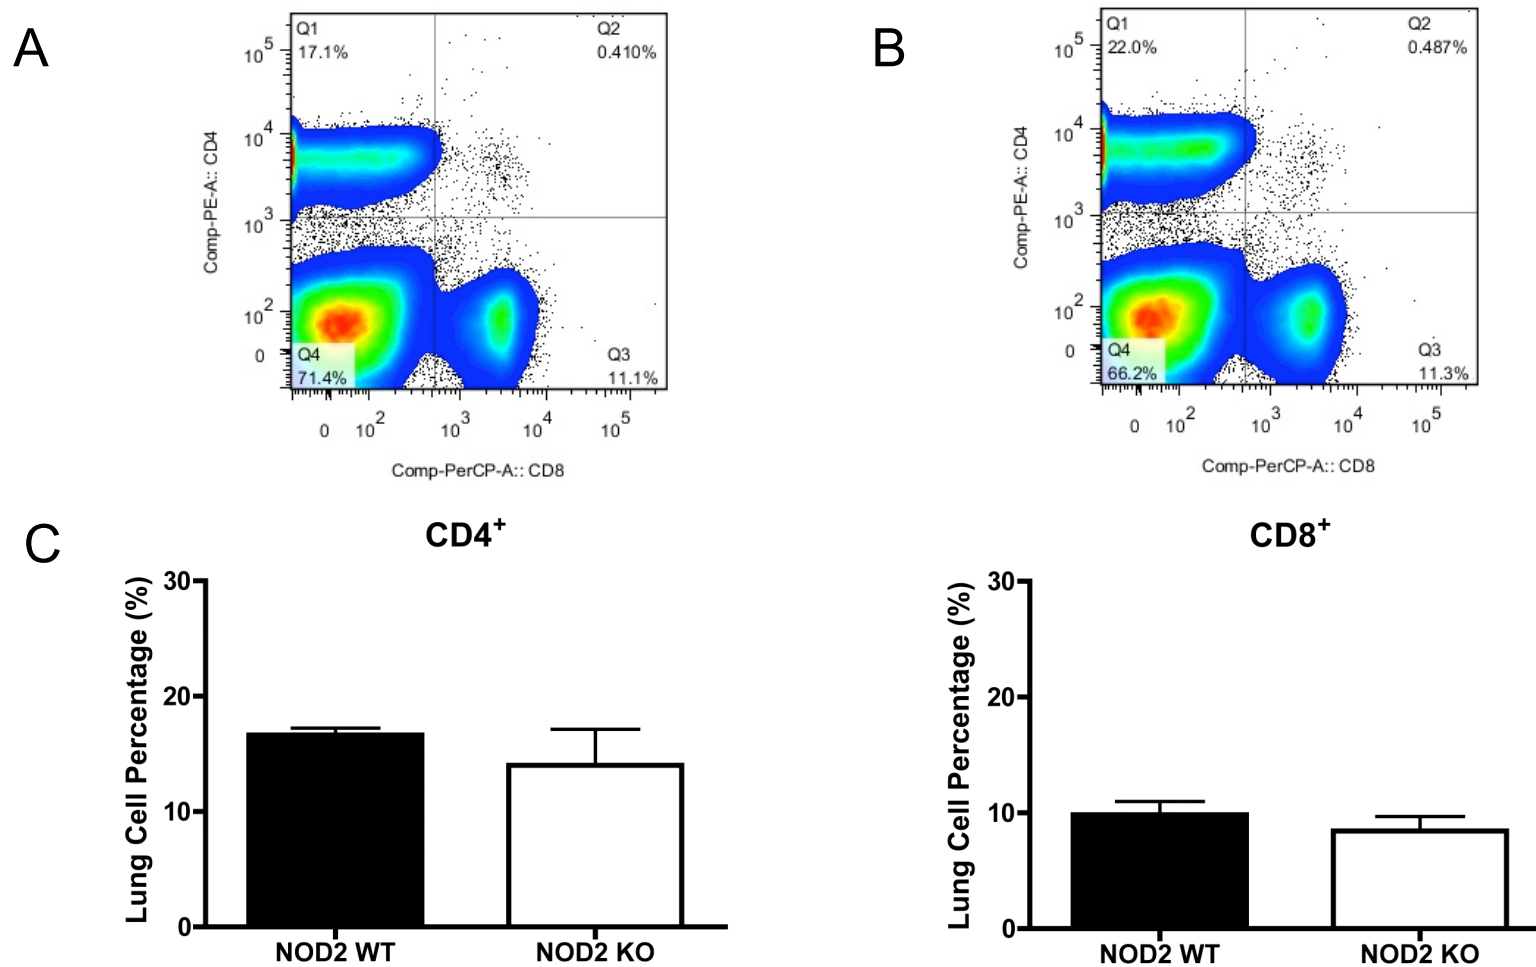 A
B
Q1
17.1%
Q2
0.410%
Q4
71.4%
Q3
11.1%
10^5
10^4
10^3
10^2
0
Comp-PE-A:: CD4
0 10^2 10^3 10^4 10^5
Comp-PerCP-A:: CD8
Q1
22.0%
Q2
0.487%
Q4
66.2%
Q3
11.3%
10^5
10^4
10^3
10^2
0
Comp-PE-A:: CD4
0 10^2 10^3 10^4 10^5
Comp-PerCP-A:: CD8
C
CD4⁺
Lung Cell Percentage (%)
30
20
10
0
NOD2 WT NOD2 KO
CD8⁺
Lung Cell Percentage (%)
30
20
10
0
NOD2 WT NOD2 KO